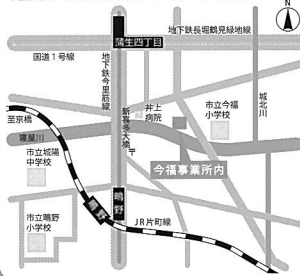 N
蒲生四丁目
地下鉄長堀鶴見緑地線
国道1号線
地下鉄今里筋線
新喜多大橋
井上
病院
市立今福
小学校
城北川
至京橋
寝屋川
市立城陽
中学校
〒
今福事業所内
鴫野
鴫野
市立鴫野
小学校
JR片町線